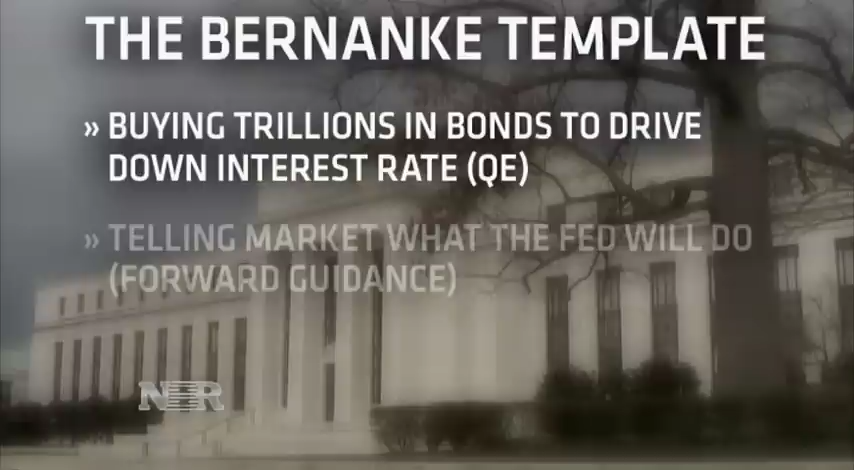 THE BERNANKE TEMPLATE
» BUYING TRILLIONS IN BONDS TO DRIVE
DOWN INTEREST RATE (QE)
» TELLING MARKET WHAT THE FED WILL DO
(FORWARD GUIDANCE)
NBR